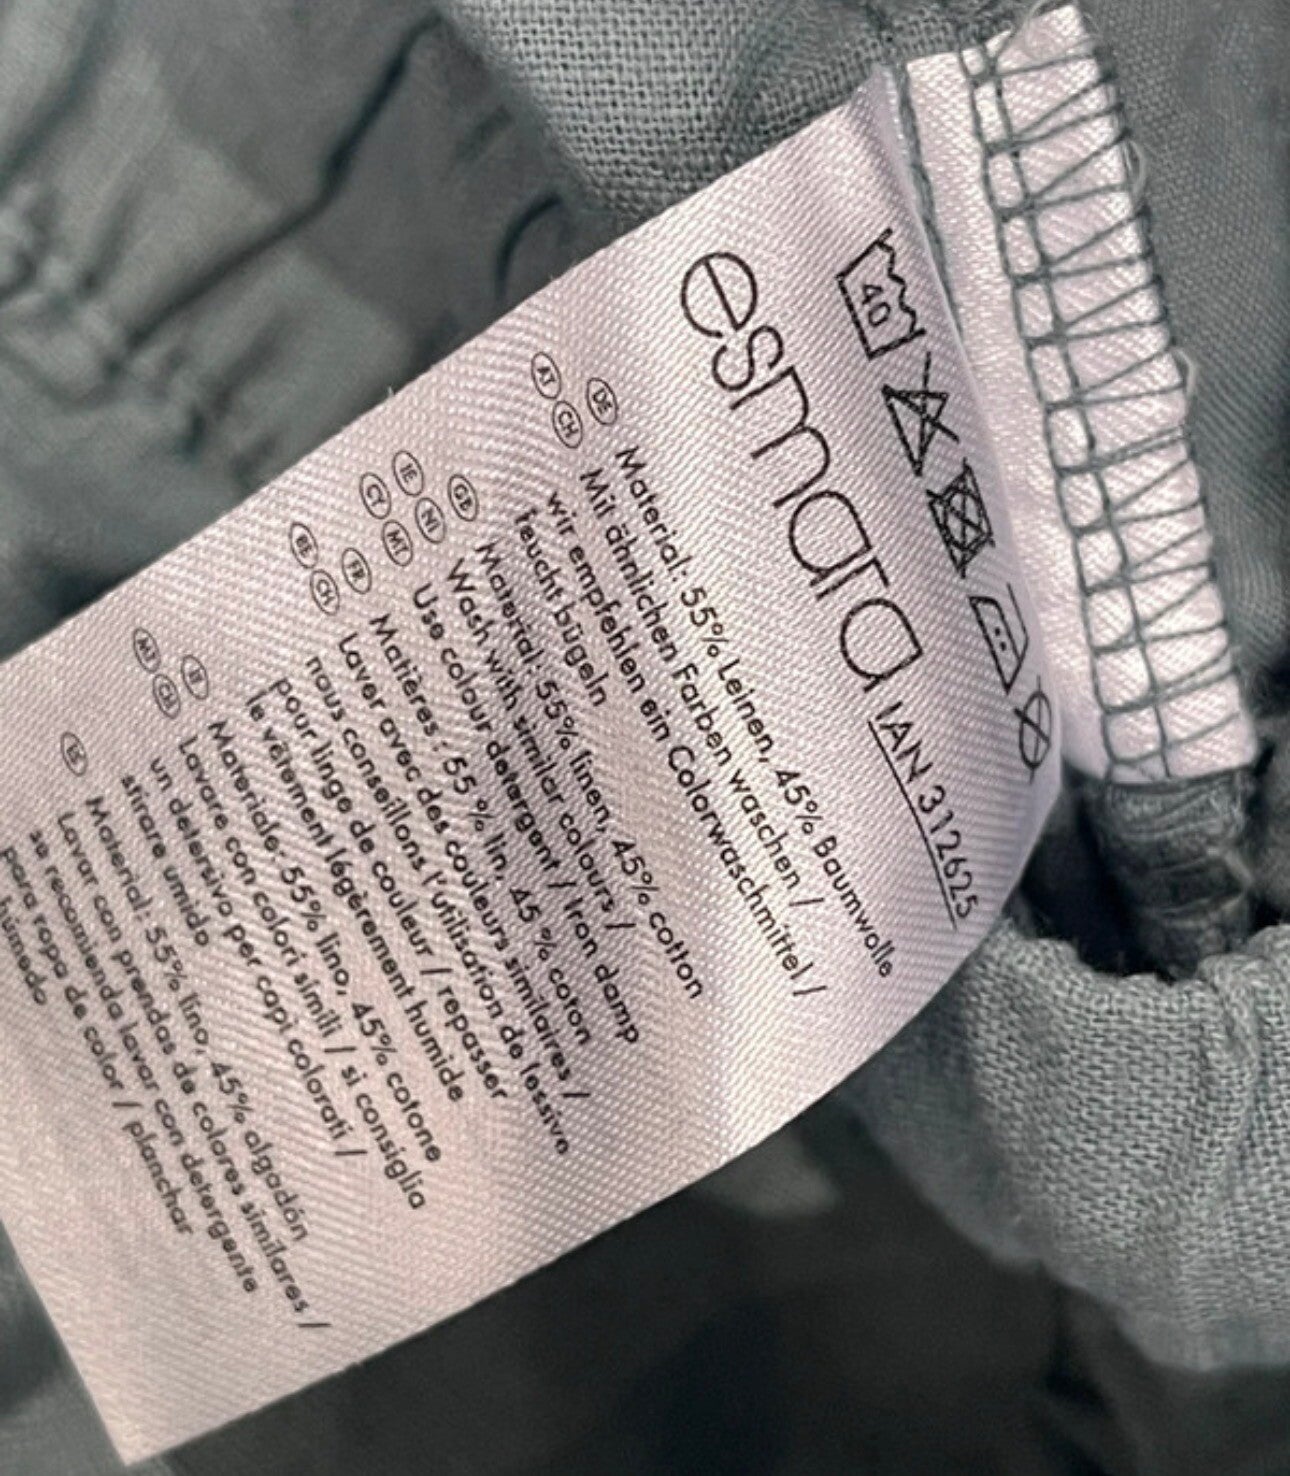 40
esmara
IAN 312625
DE Material: 55% Leinen, 45% Baumwolle
AT CH Mit ähnlichen Farben waschen /
wir empfehlen ein Colorwaschmittel /
feucht bügeln
GB Material: 55% linen, 45% cotton
IE NI Wash with similar colours /
CY MT Use colour detergent / Iron damp
FR Matières : 55 % lin, 45 % coton
BE CH Laver avec des couleurs similaires /
nous conseillons l'utilisation de lessive
pour linge de couleur / repasser
le vêtement légèrement humide
IT Materiale: 55% lino, 45% cotone
MT CH Lavare con colori simili / si consiglia
un detersivo per capi colorati /
stirare umido
ES Material: 55% lino, 45% algodón
Lavar con prendas de colores similares /
se recomienda lavar con detergente
para ropa de color / planchar
húmedo